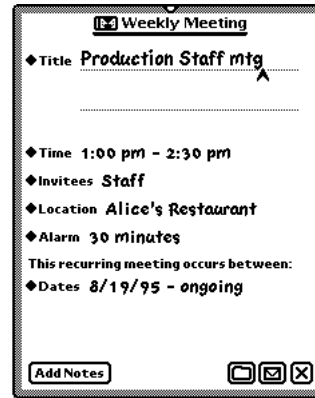 Weekly Meeting
◆Title Production Staff mtg
◆Time 1:00 pm - 2:30 pm
◆Invitees Staff
◆Location Alice's Restaurant
◆Alarm 30 minutes
This recurring meeting occurs between:
◆Dates 8/19/95 - ongoing
Add Notes